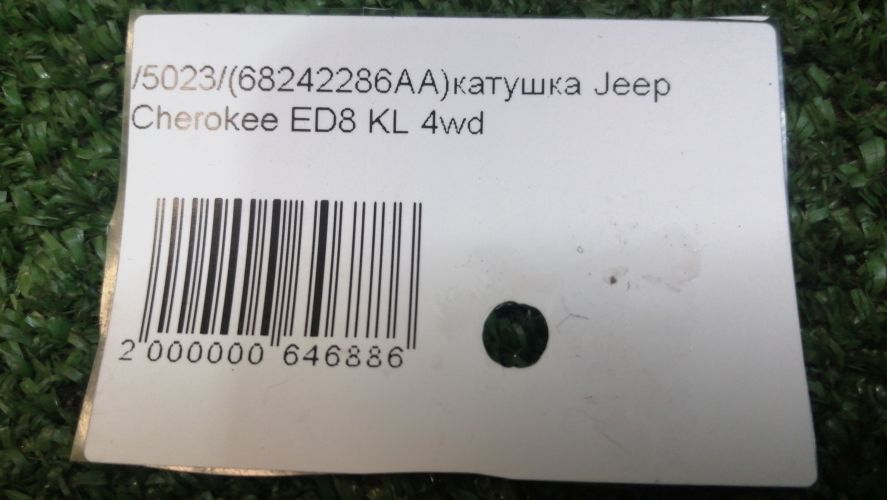 /5023/(68242286AA)катушка Jeep
Cherokee ED8 KL 4wd
2 000000 646886